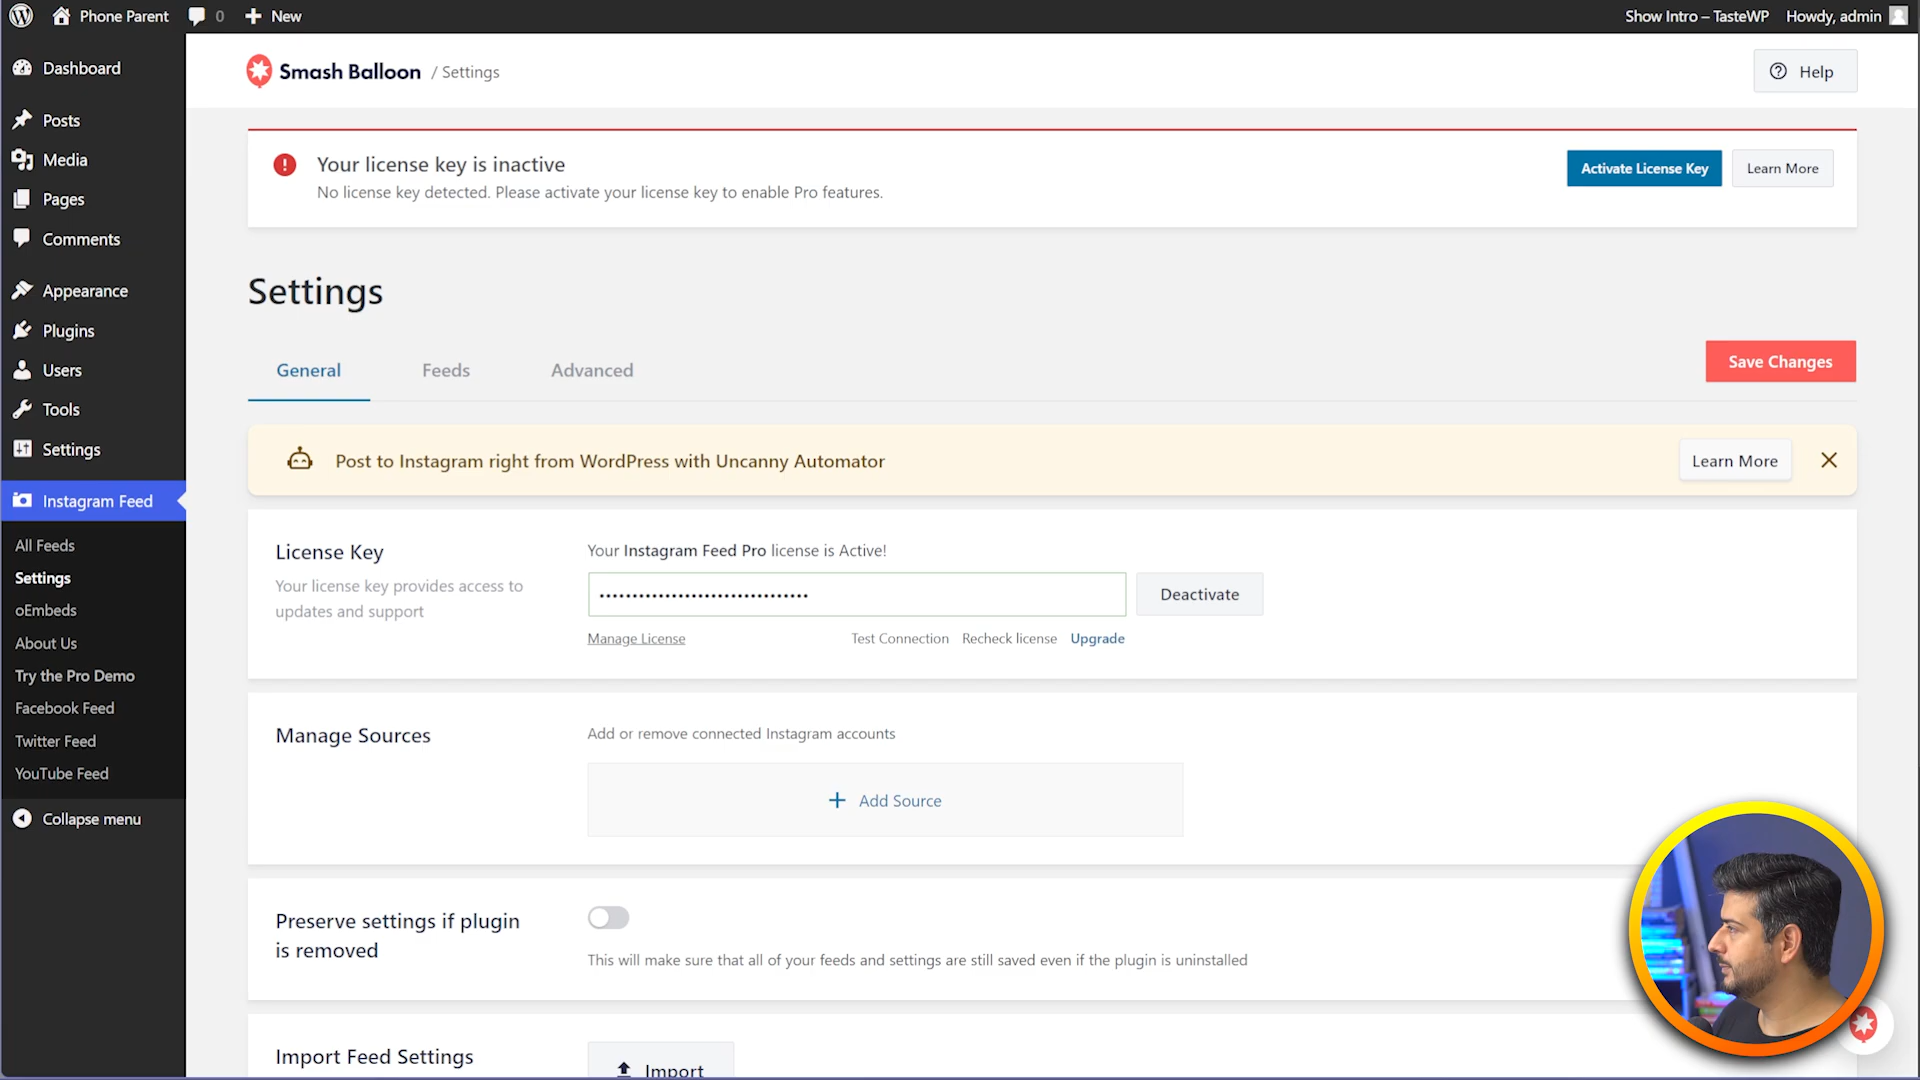 Phone Parent 0 New Show Intro – TasteWP Howdy, admin
Dashboard
Posts
Media
Pages
Comments
Appearance
Plugins
Users
Tools
Settings
Instagram Feed
All Feeds
Settings
oEmbeds
About Us
Try the Pro Demo
Facebook Feed
Twitter Feed
YouTube Feed
Collapse menu
Smash Balloon / Settings
Help
Your license key is inactive
No license key detected. Please activate your license key to enable Pro features.
Activate License Key Learn More
Settings
General Feeds Advanced
Save Changes
Post to Instagram right from WordPress with Uncanny Automator
Learn More
License Key
Your license key provides access to
updates and support
Your Instagram Feed Pro license is Active!
••••••••••••••••••••••••••••••••
Deactivate
Manage License Test Connection Recheck license Upgrade
Manage Sources
Add or remove connected Instagram accounts
Add Source
Preserve settings if plugin
is removed
This will make sure that all of your feeds and settings are still saved even if the plugin is uninstalled
Import Feed Settings
Import